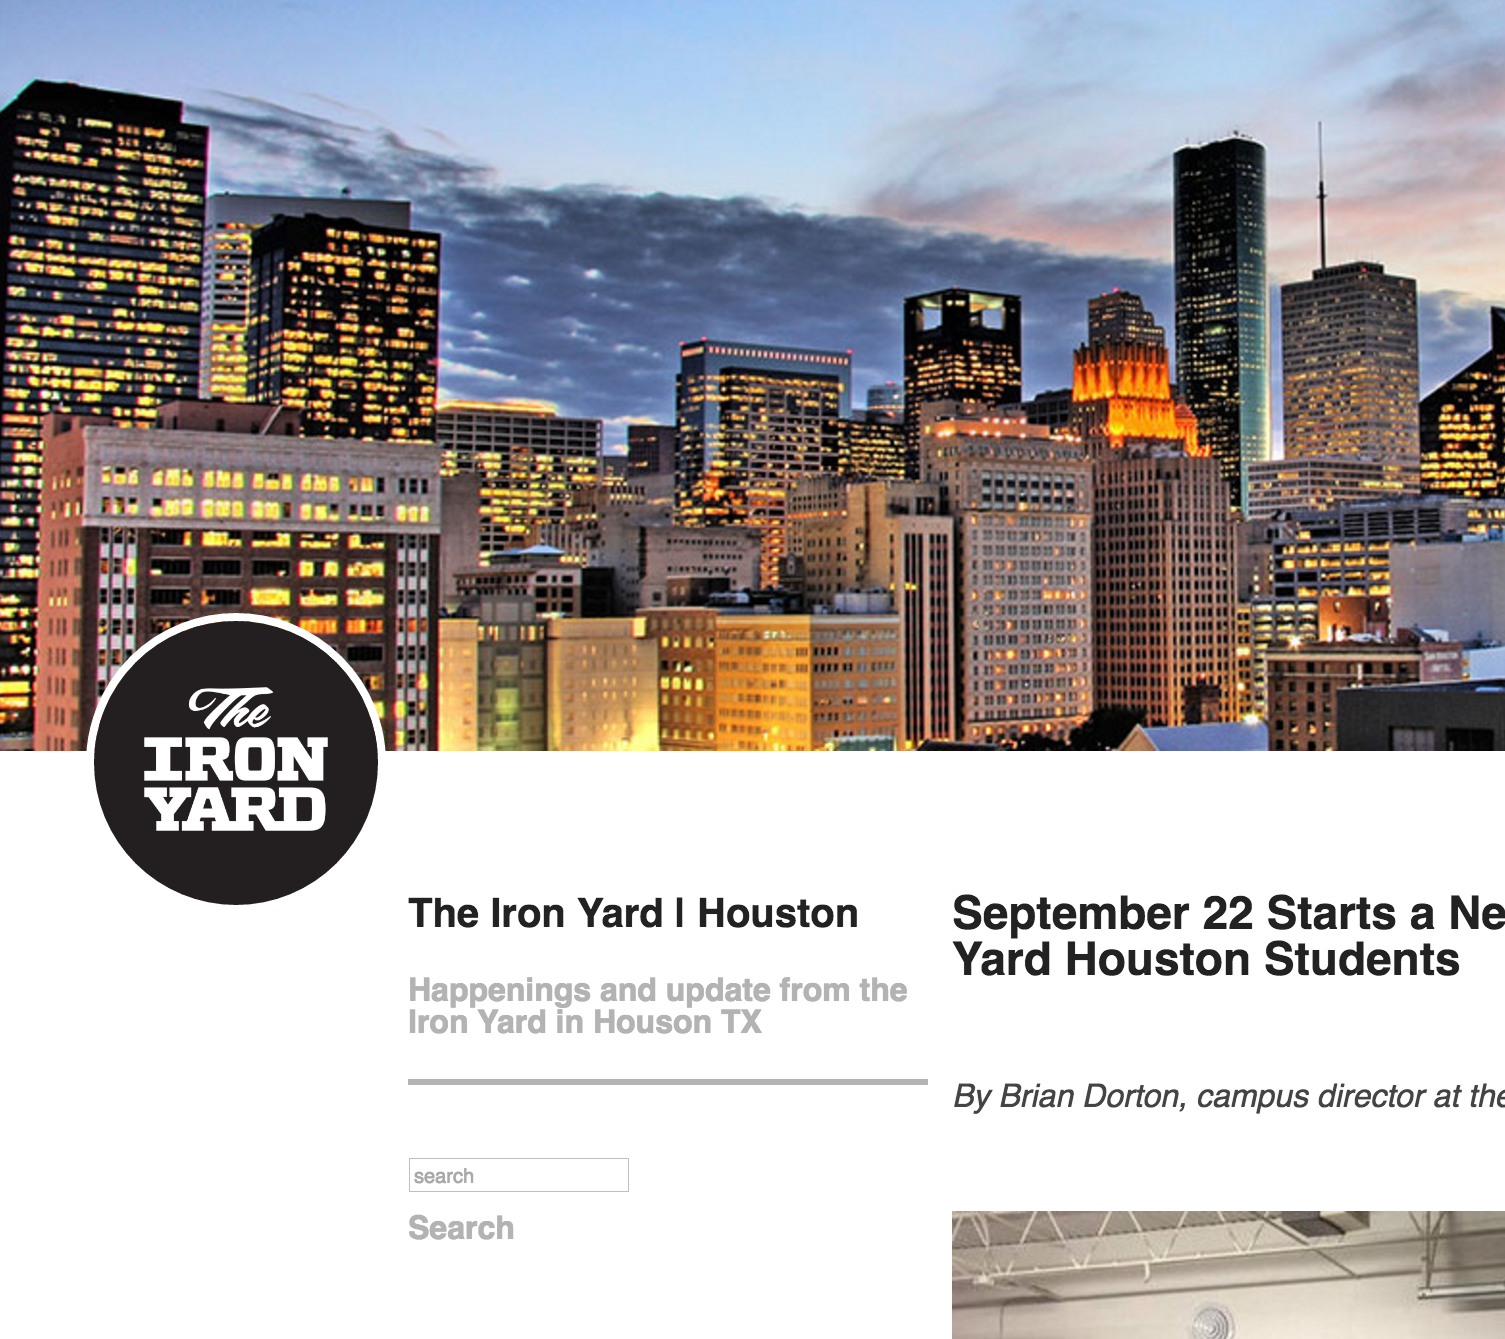 The
IRON
YARD
The Iron Yard | Houston
Happenings and update from the
Iron Yard in Houson TX
search
Search
September 22 Starts a Ne
Yard Houston Students
By Brian Dorton, campus director at the